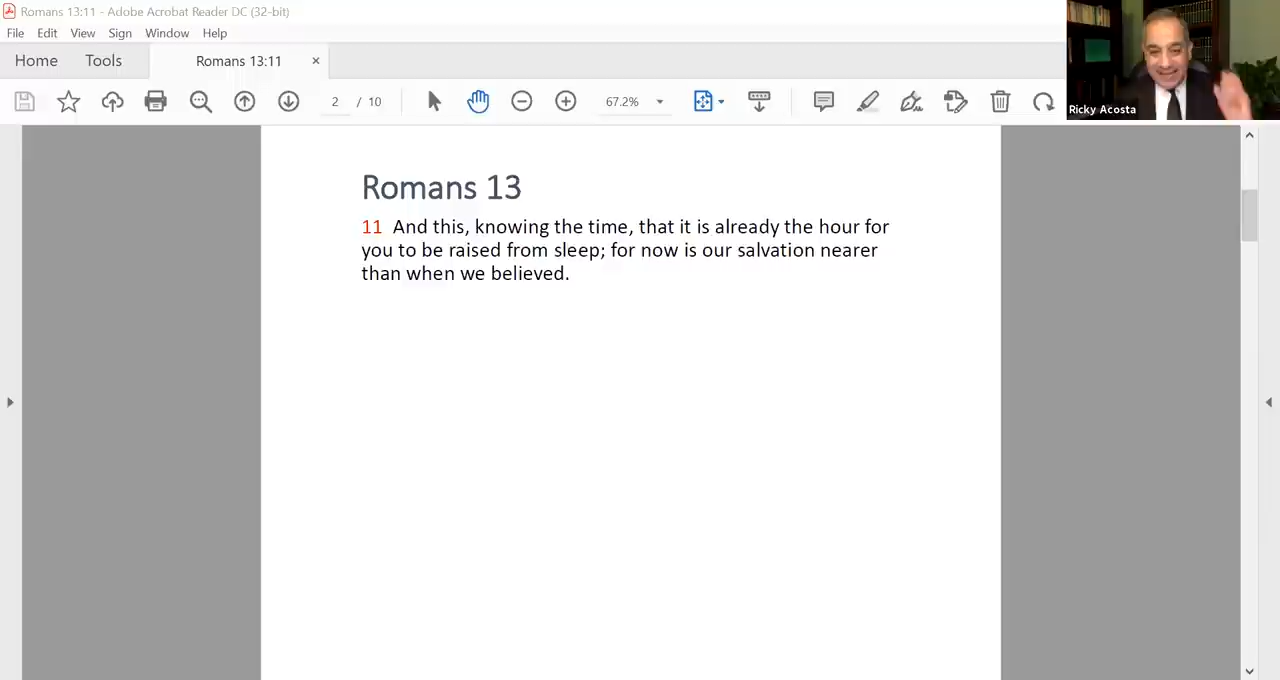 Romans 13:11 - Adobe Acrobat Reader DC (32-bit)
File Edit View Sign Window Help
Home Tools Romans 13:11 ×
2 / 10 67.2%
Ricky Acosta
Romans 13
11 And this, knowing the time, that it is already the hour for
you to be raised from sleep; for now is our salvation nearer
than when we believed.